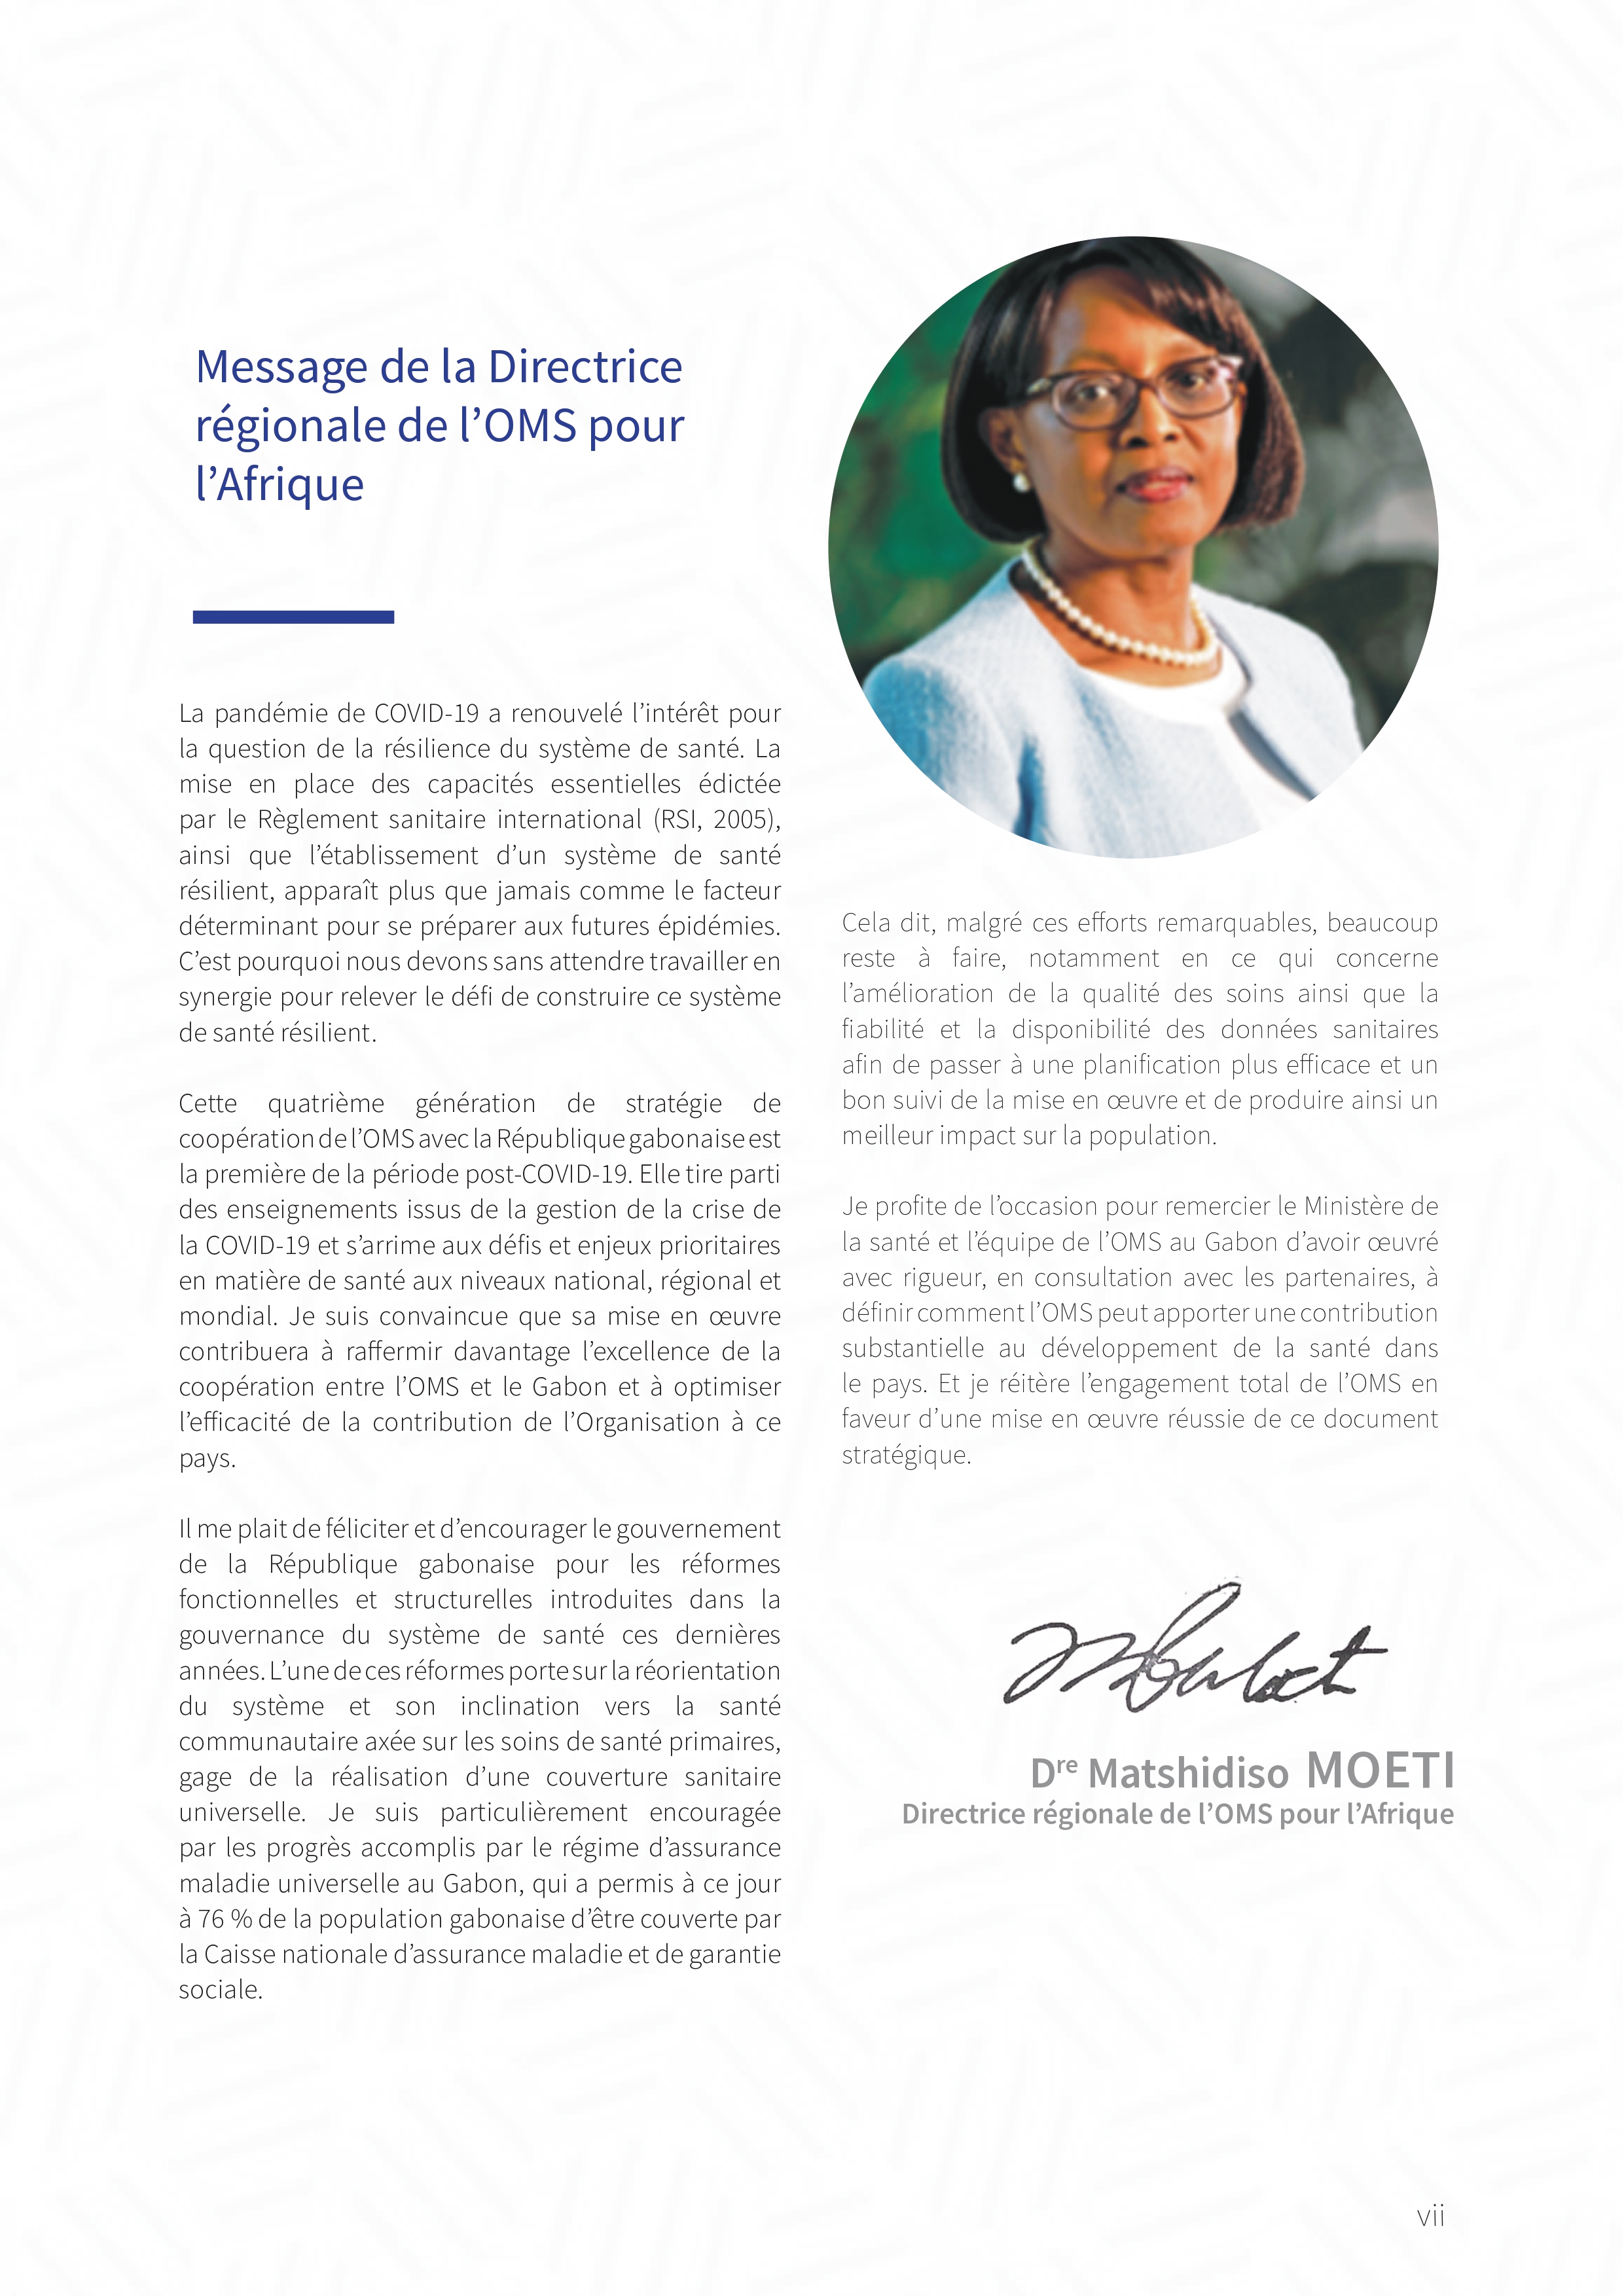 Message de la Directrice
régionale de l’OMS pour
l’Afrique
La pandémie de COVID-19 a renouvelé l’intérêt pour
la question de la résilience du système de santé. La
mise en place des capacités essentielles édictée
par le Règlement sanitaire international (RSI, 2005),
ainsi que l’établissement d’un système de santé
résilient, apparaît plus que jamais comme le facteur
déterminant pour se préparer aux futures épidémies.
C’est pourquoi nous devons sans attendre travailler en
synergie pour relever le défi de construire ce système
de santé résilient.
Cette quatrième génération de stratégie de
coopération de l’OMS avec la République gabonaise est
la première de la période post-COVID-19. Elle tire parti
des enseignements issus de la gestion de la crise de
la COVID-19 et s’arrime aux défis et enjeux prioritaires
en matière de santé aux niveaux national, régional et
mondial. Je suis convaincue que sa mise en œuvre
contribuera à raffermir davantage l’excellence de la
coopération entre l’OMS et le Gabon et à optimiser
l’efficacité de la contribution de l’Organisation à ce
pays.
Il me plait de féliciter et d’encourager le gouvernement
de la République gabonaise pour les réformes
fonctionnelles et structurelles introduites dans la
gouvernance du système de santé ces dernières
années. L’une de ces réformes porte sur la réorientation
du système et son inclination vers la santé
communautaire axée sur les soins de santé primaires,
gage de la réalisation d’une couverture sanitaire
universelle. Je suis particulièrement encouragée
par les progrès accomplis par le régime d’assurance
maladie universelle au Gabon, qui a permis à ce jour
à 76 % de la population gabonaise d’être couverte par
la Caisse nationale d’assurance maladie et de garantie
sociale.
Cela dit, malgré ces efforts remarquables, beaucoup
reste à faire, notamment en ce qui concerne
l’amélioration de la qualité des soins ainsi que la
fiabilité et la disponibilité des données sanitaires
afin de passer à une planification plus efficace et un
bon suivi de la mise en œuvre et de produire ainsi un
meilleur impact sur la population.
Je profite de l’occasion pour remercier le Ministère de
la santé et l’équipe de l’OMS au Gabon d’avoir œuvré
avec rigueur, en consultation avec les partenaires, à
définir comment l’OMS peut apporter une contribution
substantielle au développement de la santé dans
le pays. Et je réitère l’engagement total de l’OMS en
faveur d’une mise en œuvre réussie de ce document
stratégique.
Dre Matshidiso MOETI
Directrice régionale de l’OMS pour l’Afrique
vii